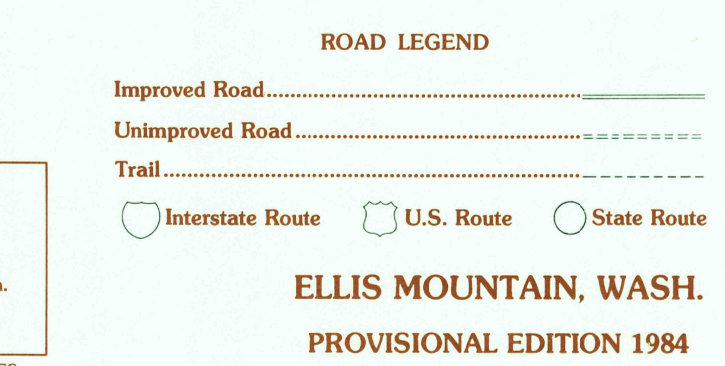 ROAD LEGEND
Improved Road
Unimproved Road
Trail
Interstate Route U.S. Route State Route
ELLIS MOUNTAIN, WASH.
PROVISIONAL EDITION 1984